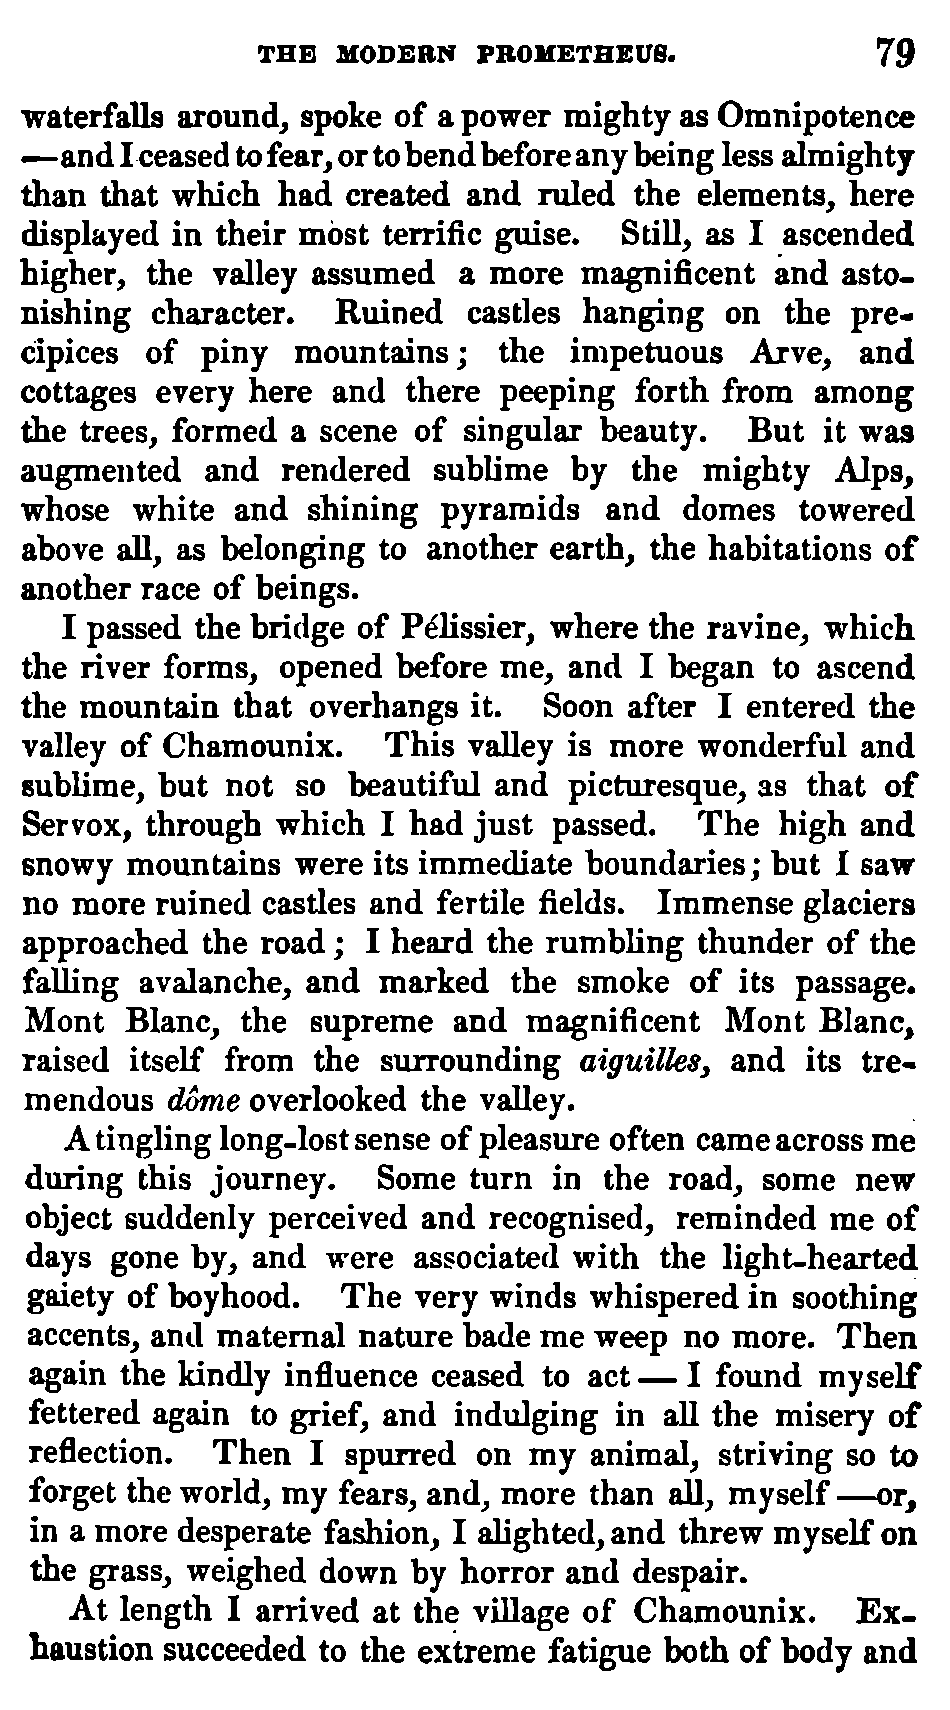 THE MODERN PROMETHEUS. 79
waterfalls around, spoke of a power mighty as Omnipotence
—and I ceased to fear, or to bend before any being less almighty
than that which had created and ruled the elements, here
displayed in their most terrific guise. Still, as I ascended
higher, the valley assumed a more magnificent and asto-
nishing character. Ruined castles hanging on the pre-
cipices of piny mountains; the impetuous Arve, and
cottages every here and there peeping forth from among
the trees, formed a scene of singular beauty. But it was
augmented and rendered sublime by the mighty Alps,
whose white and shining pyramids and domes towered
above all, as belonging to another earth, the habitations of
another race of beings.
I passed the bridge of Pélissier, where the ravine, which
the river forms, opened before me, and I began to ascend
the mountain that overhangs it. Soon after I entered the
valley of Chamounix. This valley is more wonderful and
sublime, but not so beautiful and picturesque, as that of
Servox, through which I had just passed. The high and
snowy mountains were its immediate boundaries; but I saw
no more ruined castles and fertile fields. Immense glaciers
approached the road; I heard the rumbling thunder of the
falling avalanche, and marked the smoke of its passage.
Mont Blanc, the supreme and magnificent Mont Blanc,
raised itself from the surrounding aiguilles, and its tre-
mendous dôme overlooked the valley.
A tingling long-lost sense of pleasure often came across me
during this journey. Some turn in the road, some new
object suddenly perceived and recognised, reminded me of
days gone by, and were associated with the light-hearted
gaiety of boyhood. The very winds whispered in soothing
accents, and maternal nature bade me weep no more. Then
again the kindly influence ceased to act — I found myself
fettered again to grief, and indulging in all the misery of
reflection. Then I spurred on my animal, striving so to
forget the world, my fears, and, more than all, myself —or,
in a more desperate fashion, I alighted, and threw myself on
the grass, weighed down by horror and despair.
At length I arrived at the village of Chamounix. Ex-
haustion succeeded to the extreme fatigue both of body and